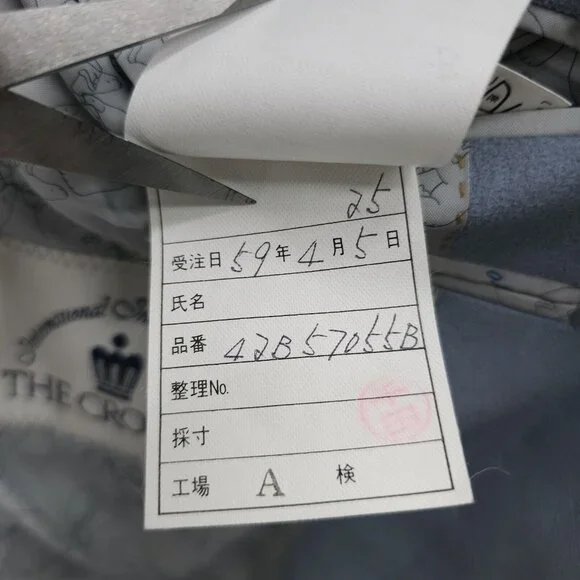 25
受注日 59年 4月 5日
氏名
品番 42B57055B
整理No.
採寸
工場 A 検
International
THE CRO